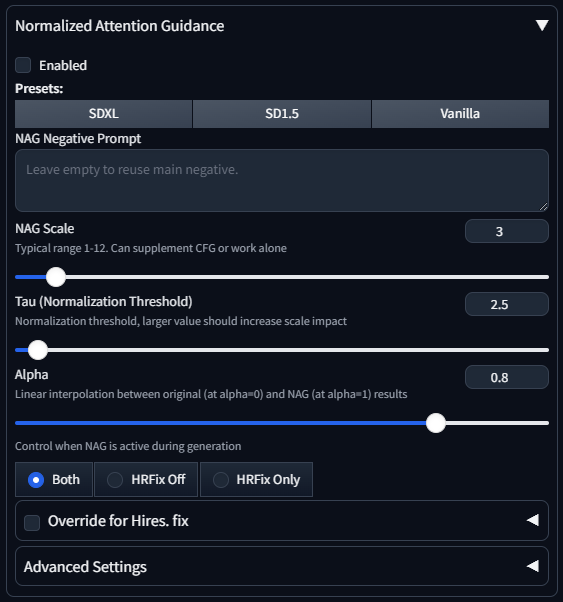 Normalized Attention Guidance
Enabled
Presets:
SDXL
SD1.5
Vanilla
NAG Negative Prompt
Leave empty to reuse main negative.
NAG Scale
3
Typical range 1-12. Can supplement CFG or work alone
Tau (Normalization Threshold)
2.5
Normalization threshold, larger value should increase scale impact
Alpha
0.8
Linear interpolation between original (at alpha=0) and NAG (at alpha=1) results
Control when NAG is active during generation
Both
HRFix Off
HRFix Only
Override for Hires. fix
Advanced Settings